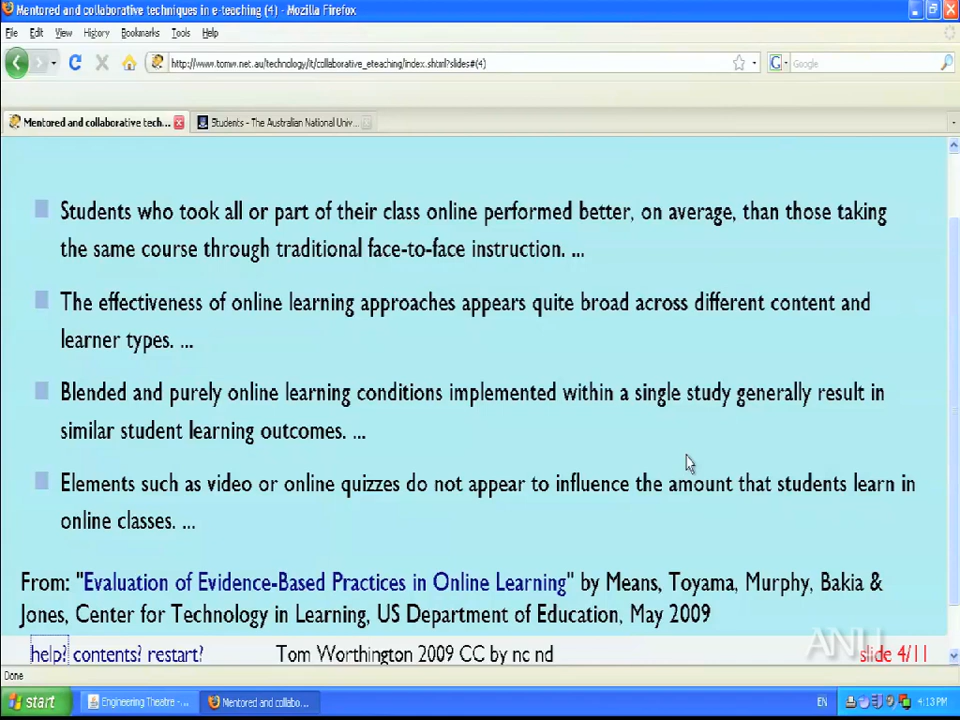 Mentored and collaborative techniques in e-teaching (4) - Mozilla Firefox
File Edit View History Bookmarks Tools Help
http://www.tomw.net.au/technology/it/collaborative_eteaching/index.shtml?slides#(4)
Google
Mentored and collaborative tech...
Students - The Australian National Univ...
Students who took all or part of their class online performed better, on average, than those taking
the same course through traditional face-to-face instruction. ...
The effectiveness of online learning approaches appears quite broad across different content and
learner types. ...
Blended and purely online learning conditions implemented within a single study generally result in
similar student learning outcomes. ...
Elements such as video or online quizzes do not appear to influence the amount that students learn in
online classes. ...
From: "Evaluation of Evidence-Based Practices in Online Learning" by Means, Toyama, Murphy, Bakia &
Jones, Center for Technology in Learning, US Department of Education, May 2009
help? contents? restart? Tom Worthington 2009 CC by nc nd slide 4/11
ANU
Done
start Engineering Theatre -... Mentored and collabo... EN 4:13 PM